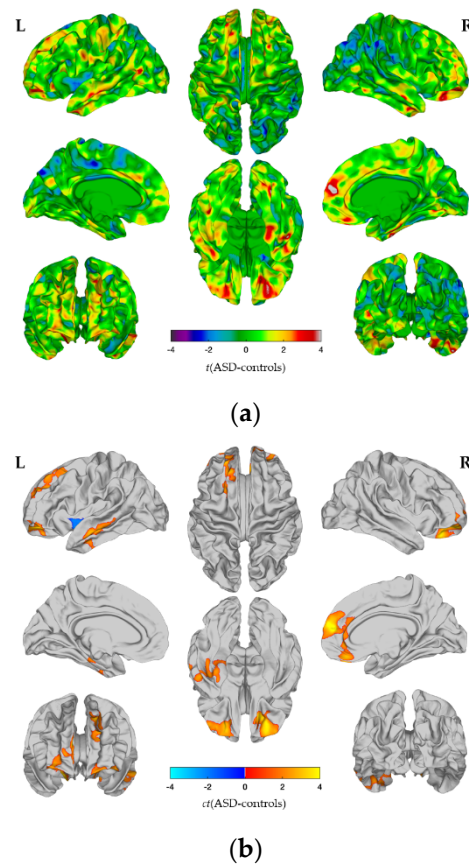 L R
-4 -2 0 2 4
t(ASD-controls)
(a)
L R
-4 -2 0 2 4
ct(ASD-controls)
(b)